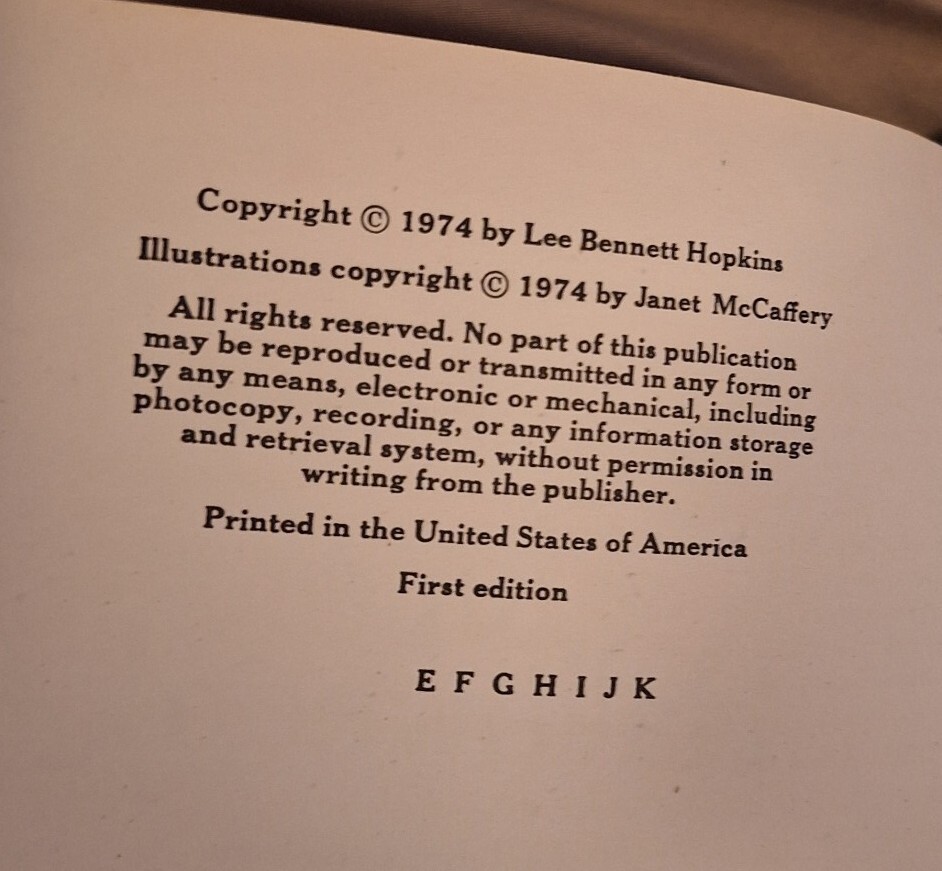 Copyright © 1974 by Lee Bennett Hopkins
Illustrations copyright © 1974 by Janet McCaffery
All rights reserved. No part of this publication
may be reproduced or transmitted in any form or
by any means, electronic or mechanical, including
photocopy, recording, or any information storage
and retrieval system, without permission in
writing from the publisher.
Printed in the United States of America
First edition
E F G H I J K